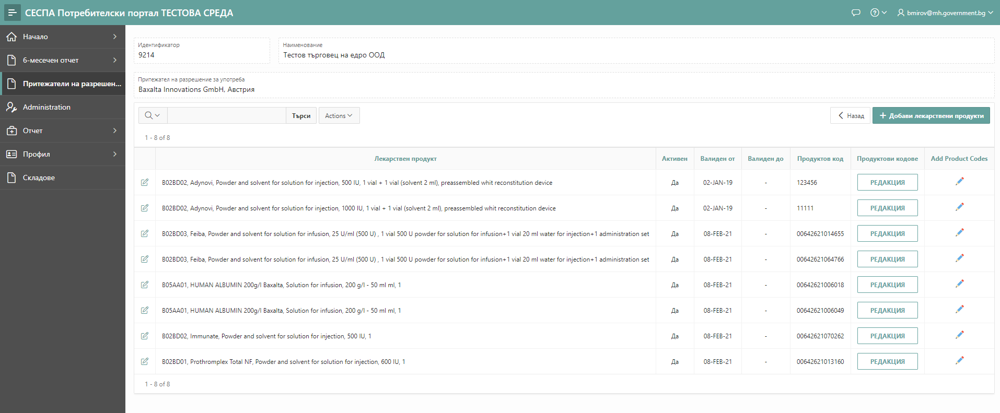 СЕСПА Потребителски портал ТЕСТОВА СРЕДА
bmirov@mh.government.bg
Начало
6-месечен отчет
Притежатели на разрешен...
Administration
Отчет
Профил
Складове
Идентификатор
9214
Наименование
Тестов търговец на едро ООД
Притежател на разрешение за употреба
Baxalta Innovations GmbH, Австрия
Търси Actions Назад Добави лекарствени продукти
1 - 8 of 8
Лекарствен продукт Активен Валиден от Валиден до Продуктов код Продуктови кодове Add Product Codes
B02BD02, Adynovi, Powder and solvent for solution for injection, 500 IU, 1 vial + 1 vial (solvent 2 ml), preassembled whit reconstitution device Да 02-JAN-19 - 123456 РЕДАКЦИЯ
B02BD02, Adynovi, Powder and solvent for solution for injection, 1000 IU, 1 vial + 1 vial (solvent 2 ml), preassembled whit reconstitution device Да 02-JAN-19 - 11111 РЕДАКЦИЯ
B02BD03, Feiba, Powder and solvent for solution for infusion, 25 U/ml (500 U) , 1 vial 500 U powder for solution for infusion+1 vial 20 ml water for injection+1 administration set Да 08-FEB-21 - 00642621014655 РЕДАКЦИЯ
B02BD03, Feiba, Powder and solvent for solution for infusion, 25 U/ml (500 U) , 1 vial 500 U powder for solution for infusion+1 vial 20 ml water for injection+1 administration set Да 08-FEB-21 - 00642621064766 РЕДАКЦИЯ
B05AA01, HUMAN ALBUMIN 200g/l Baxalta, Solution for infusion, 200 g/l - 50 ml ml, 1 Да 08-FEB-21 - 00642621006018 РЕДАКЦИЯ
B05AA01, HUMAN ALBUMIN 200g/l Baxalta, Solution for infusion, 200 g/l - 50 ml ml, 1 Да 08-FEB-21 - 00642621006049 РЕДАКЦИЯ
B02BD02, Immunate, Powder and solvent for solution for injection, 500 IU, 1 Да 08-FEB-21 - 00642621070262 РЕДАКЦИЯ
B02BD01, Prothromplex Total NF, Powder and solvent for solution for injection, 600 IU, 1 Да 08-FEB-21 - 00642621013160 РЕДАКЦИЯ
1 - 8 of 8